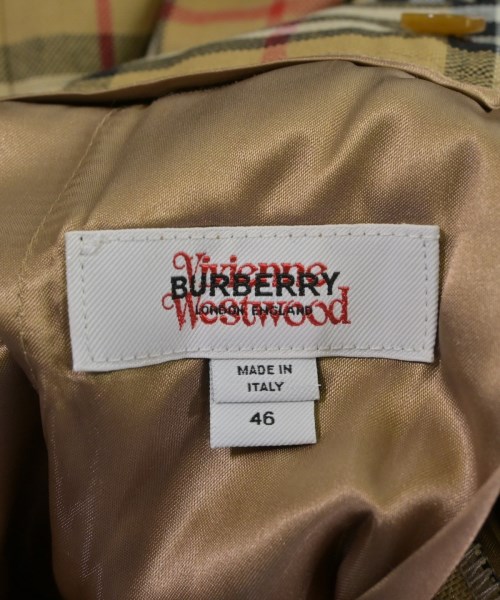 Vivienne
BURBERRY
LONDON, ENGLAND
Westwood
MADE IN
ITALY
46